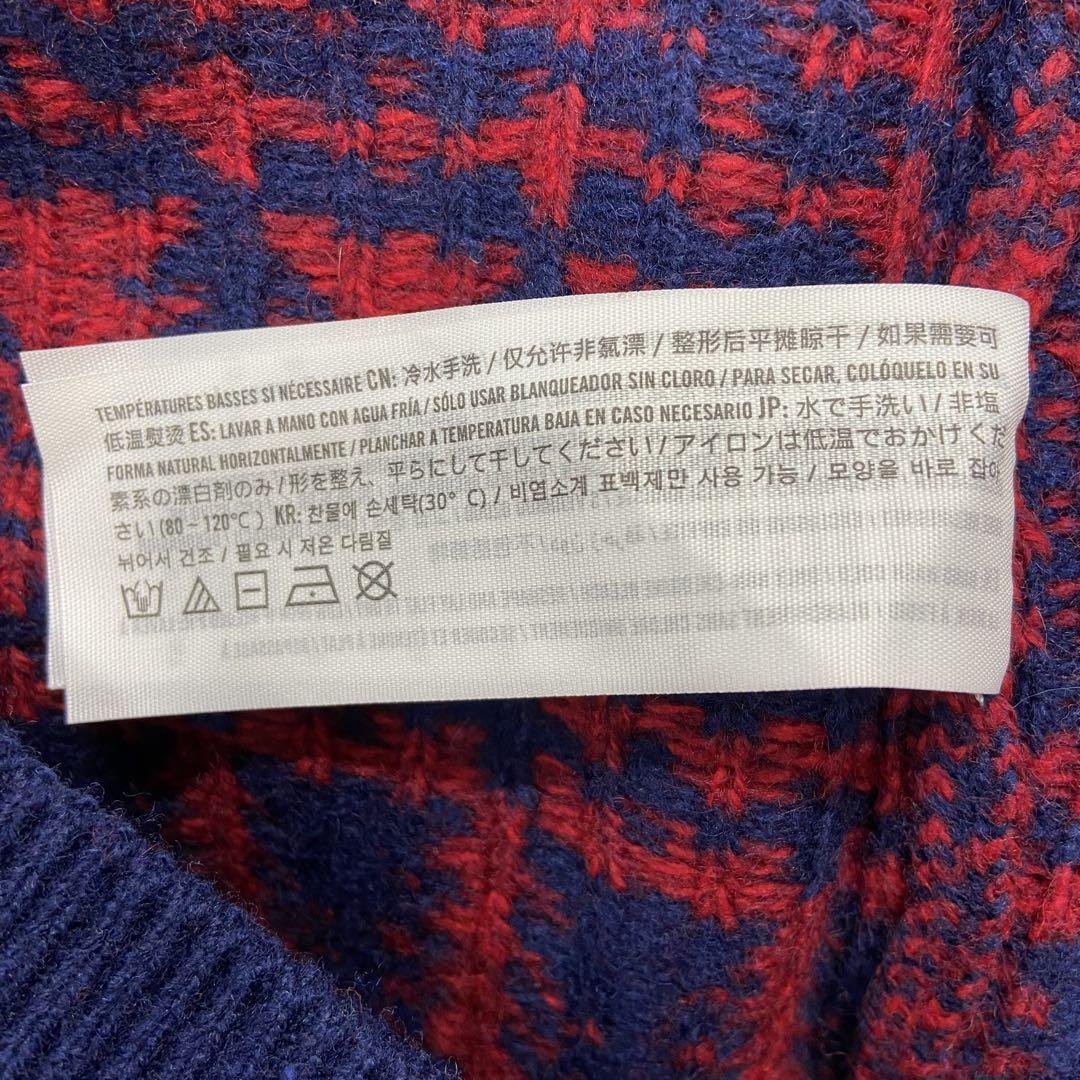 TEMPÉRATURES BASSES SI NÉCESSAIRE CN: 冷水手洗 / 仅允许非氯漂 / 整形后平摊晾干 / 如果需要可
低温熨烫 ES: LAVAR A MANO CON AGUA FRÍA / SÓLO USAR BLANQUEADOR SIN CLORO / PARA SECAR, COLÓQUELO EN SU
FORMA NATURAL HORIZONTALMENTE / PLANCHAR A TEMPERATURA BAJA EN CASO NECESARIO JP: 水で手洗い / 非塩
素系の漂白剤のみ / 形を整え、平らにして干してください / アイロンは低温でおかけくだ
さい (80~120°C) KR: 찬물에 손세탁(30° C) / 비염소계 표백제만 사용 가능 / 모양을 바로 잡아
뉘어서 건조 / 필요 시 저온 다림질